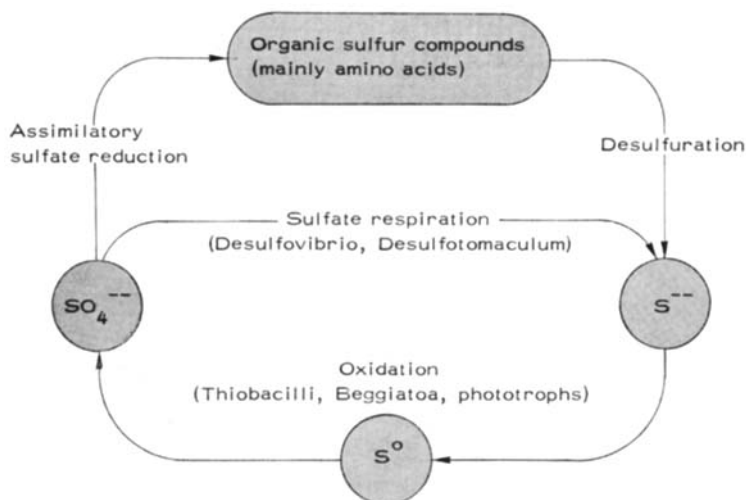 Organic sulfur compounds
(mainly amino acids)
Assimilatory
sulfate reduction
Desulfuration
Sulfate respiration
(Desulfovibrio, Desulfotomaculum)
SO₄⁻⁻
S⁻⁻
Oxidation
(Thiobacilli, Beggiatoa, phototrophs)
S⁰